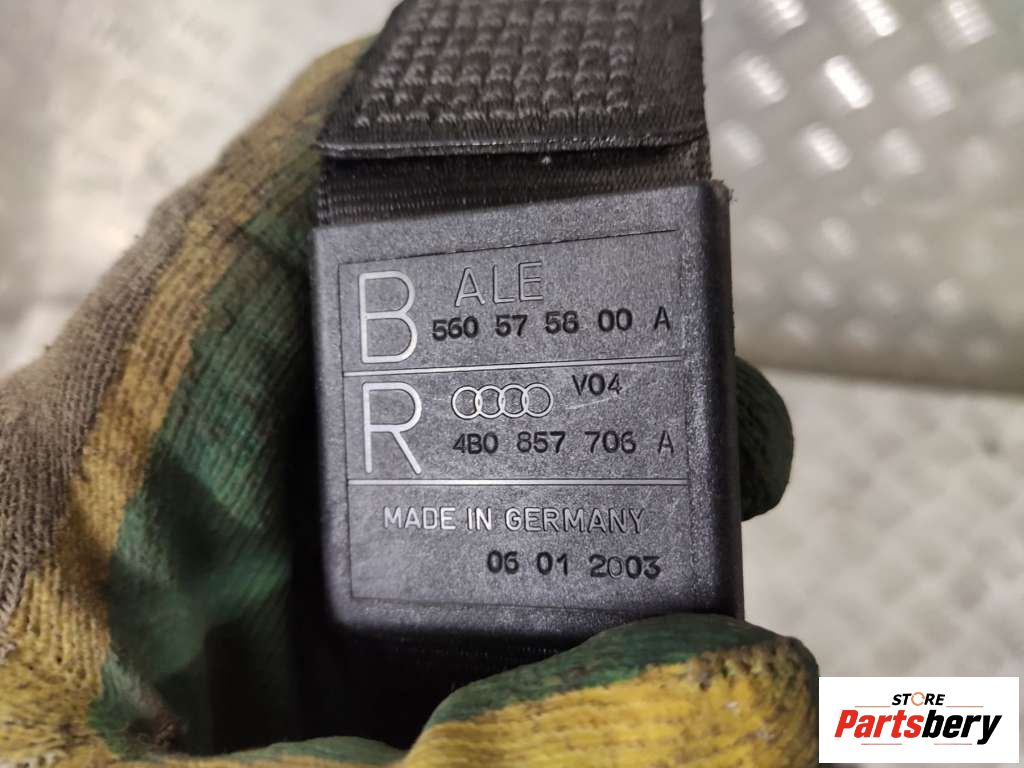 B ALE
560 57 58 00 A
R V04
4B0 857 706 A
MADE IN GERMANY
06 01 2003
STORE
Partsbery